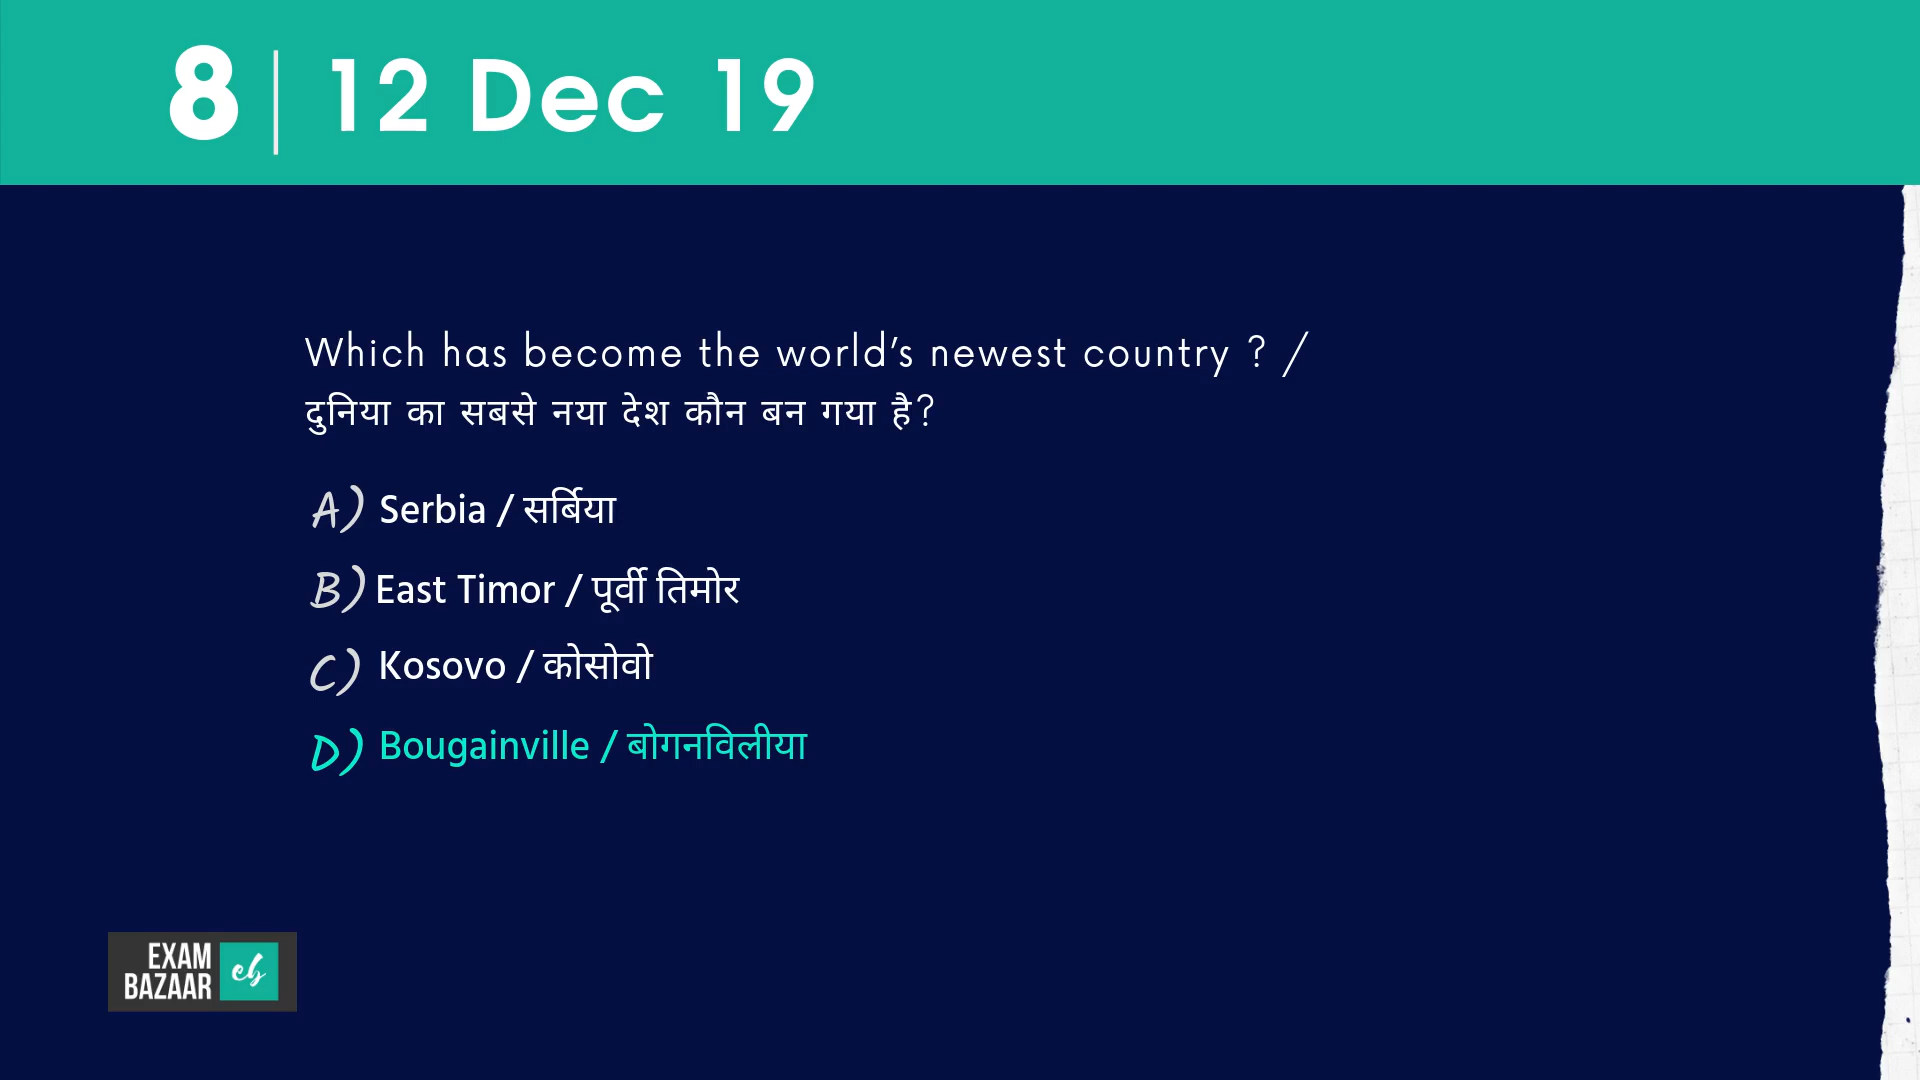 8 | 12 Dec 19
Which has become the world's newest country ? /
दुनिया का सबसे नया देश कौन बन गया है?
A) Serbia / सर्बिया
B) East Timor / पूर्वी तिमोर
C) Kosovo / कोसोवो
D) Bougainville / बोगनविलीया
EXAM
BAZAAR
eb